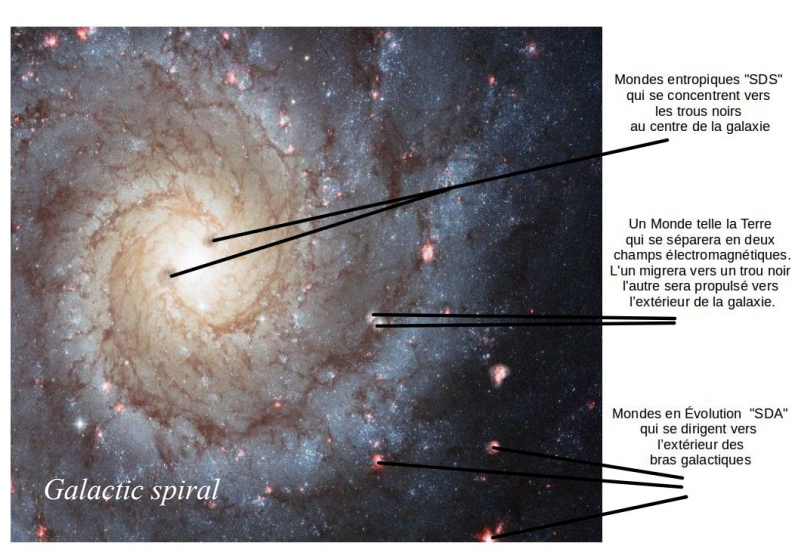 Mondes entropiques "SDS"
qui se concentrent vers
les trous noirs
au centre de la galaxie
Un Monde telle la Terre
qui se séparera en deux
champs électromagnétiques.
L'un migrera vers un trou noir
l'autre sera propulsé vers
l'extérieur de la galaxie.
Mondes en Évolution "SDA"
qui se dirigent vers
l'extérieur des
bras galactiques
Galactic spiral